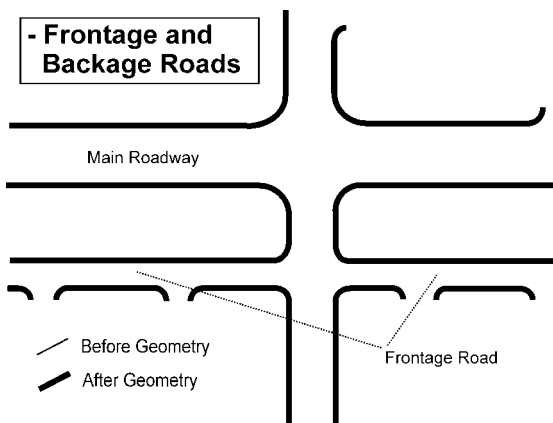 - Frontage and
Backage Roads
Main Roadway
Before Geometry
After Geometry
Frontage Road